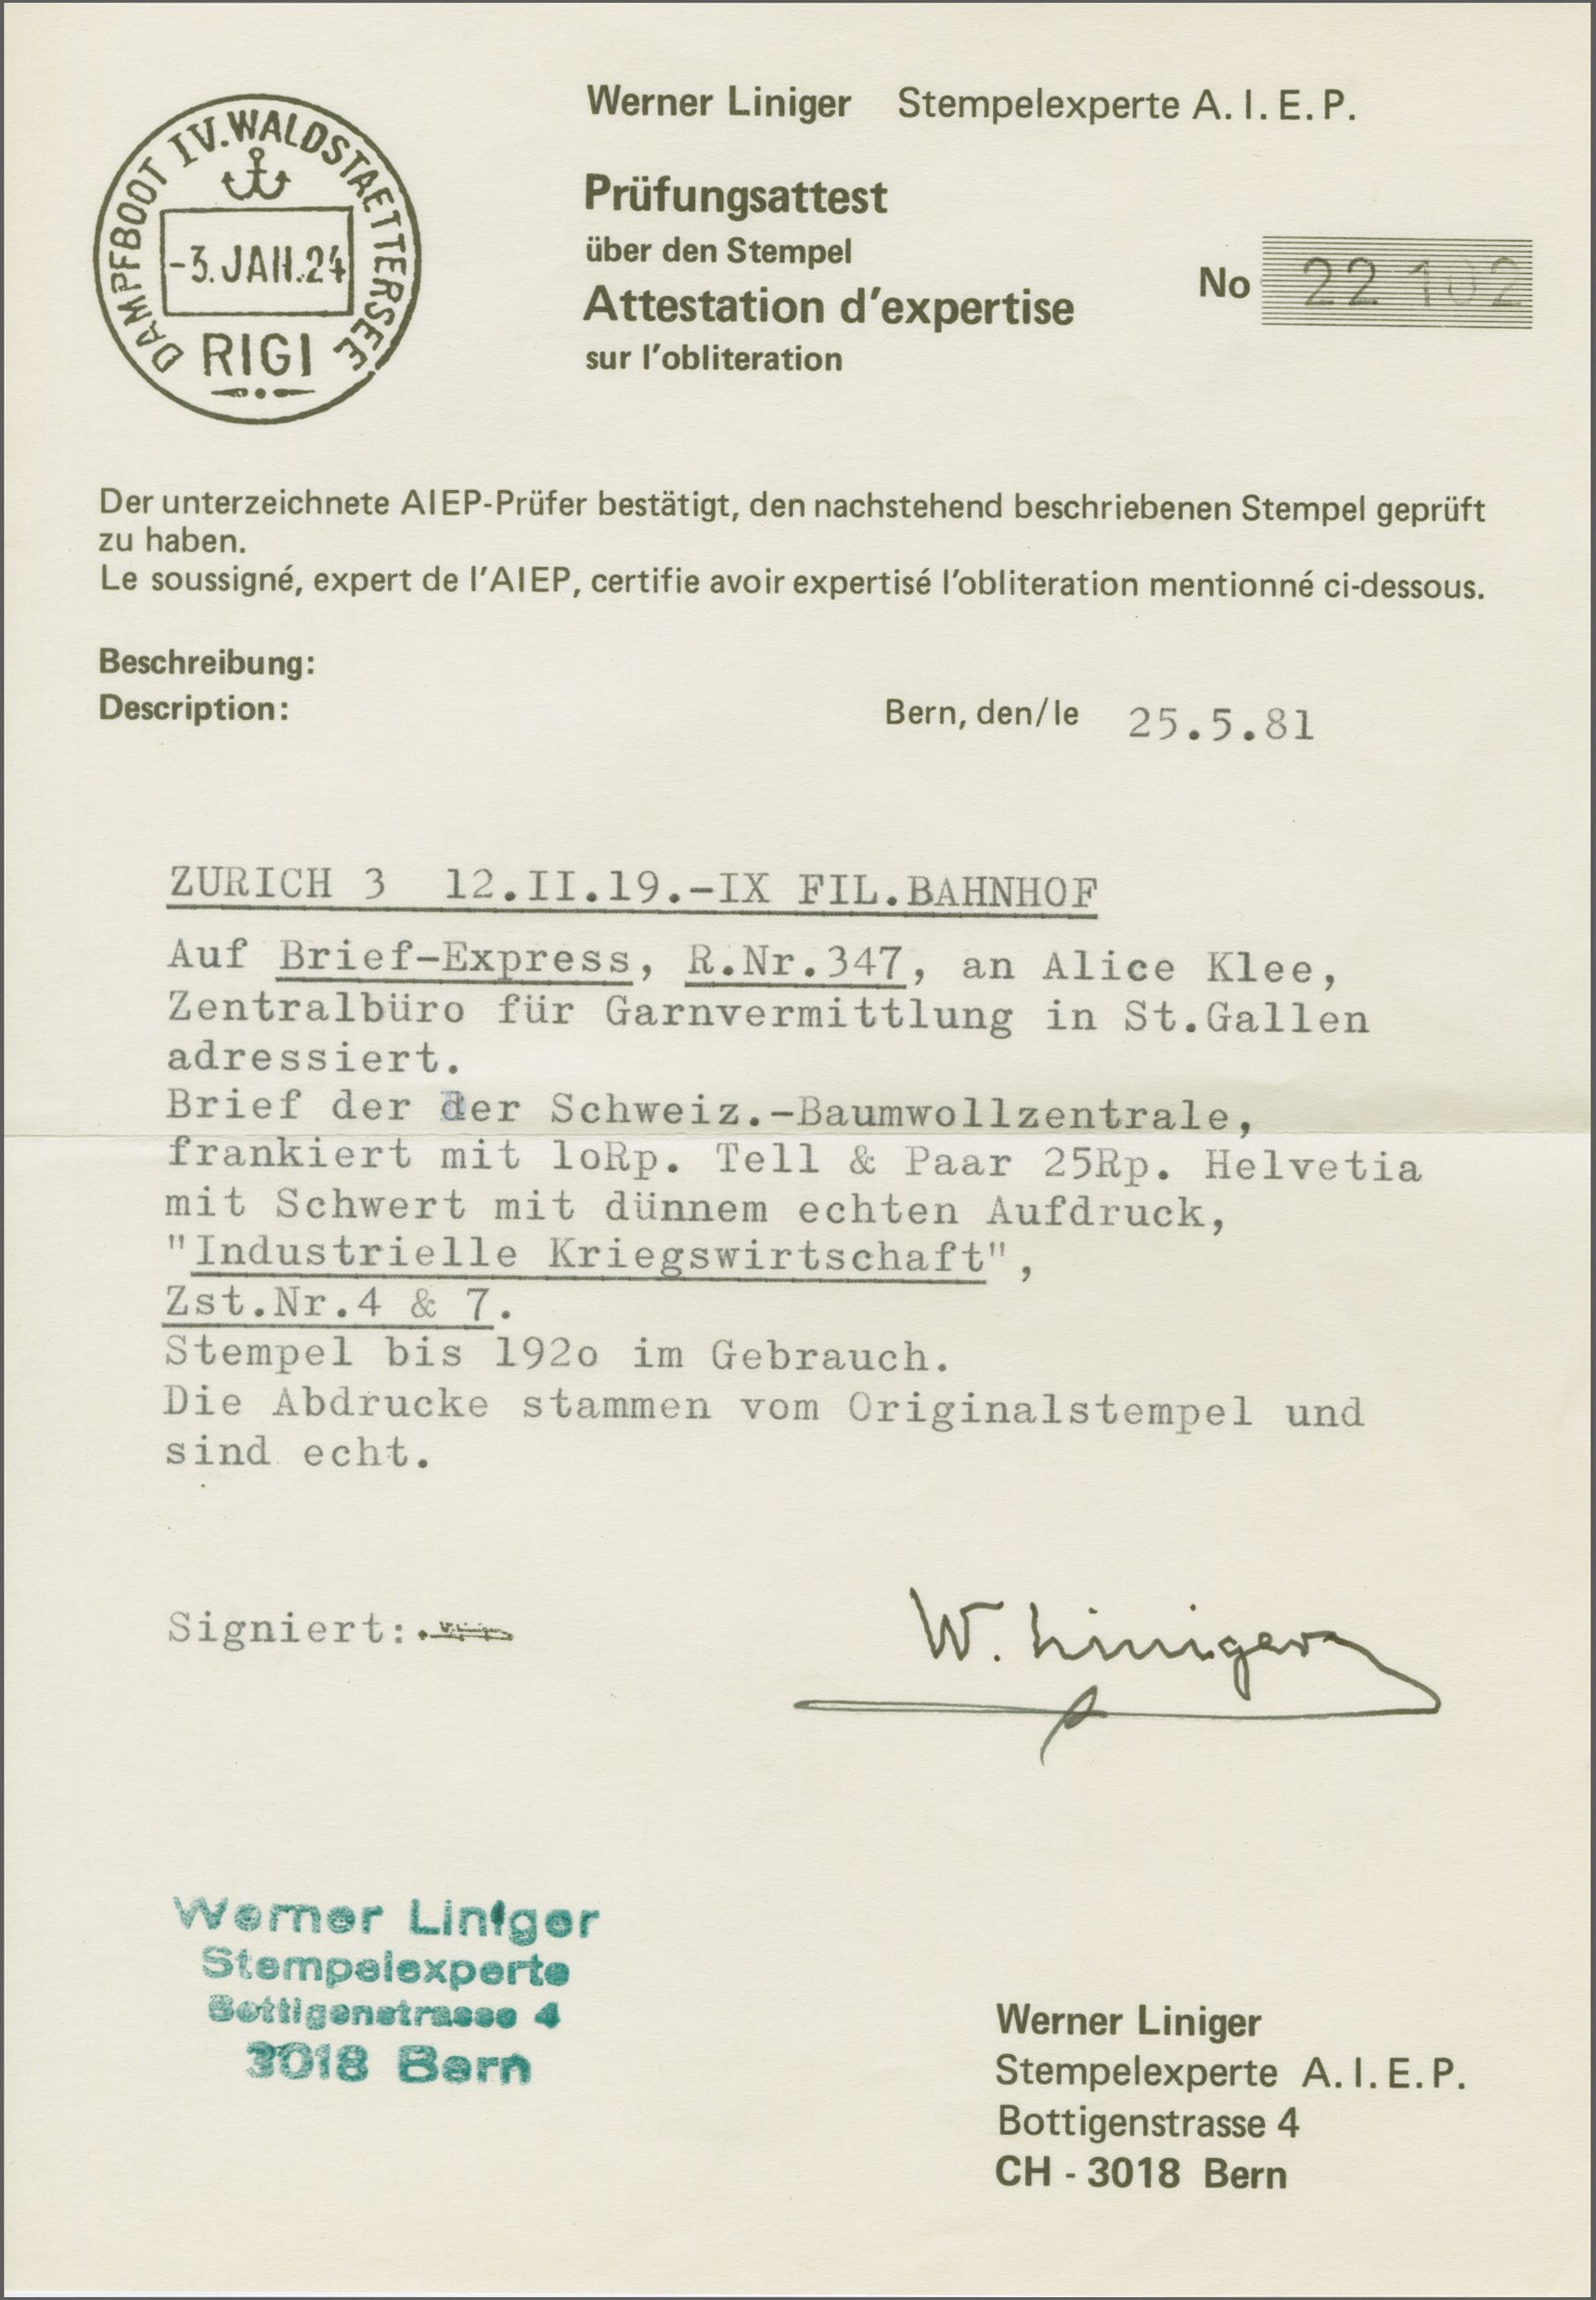 DAMPFBOOT IV. WALDSTAETTERSEE
-3. JAN. 24
RIGI
Werner Liniger Stempelexperte A.I.E.P.
Prüfungsattest
über den Stempel
Attestation d'expertise
sur l'obliteration
No 22 102
Der unterzeichnete AIEP-Prüfer bestätigt, den nachstehend beschriebenen Stempel geprüft
zu haben.
Le soussigné, expert de l'AIEP, certifie avoir expertisé l'obliteration mentionné ci-dessous.
Beschreibung:
Description:
Bern, den/le 25.5.81
ZURICH 3 12.II.19.-IX FIL.BAHNHOF
Auf Brief-Express, R.Nr.347, an Alice Klee,
Zentralbüro für Garnvermittlung in St.Gallen
adressiert.
Brief der der Schweiz.-Baumwollzentrale,
frankiert mit loRp. Tell & Paar 25Rp. Helvetia
mit Schwert mit dünnem echten Aufdruck,
"Industrielle Kriegswirtschaft",
Zst.Nr.4 & 7.
Stempel bis 192o im Gebrauch.
Die Abdrucke stammen vom Originalstempel und
sind echt.
Signiert:
W. Liniger
Werner Liniger
Stempelexperte
Bottigenstrasse 4
3018 Bern
Werner Liniger
Stempelexperte A.I.E.P.
Bottigenstrasse 4
CH - 3018 Bern